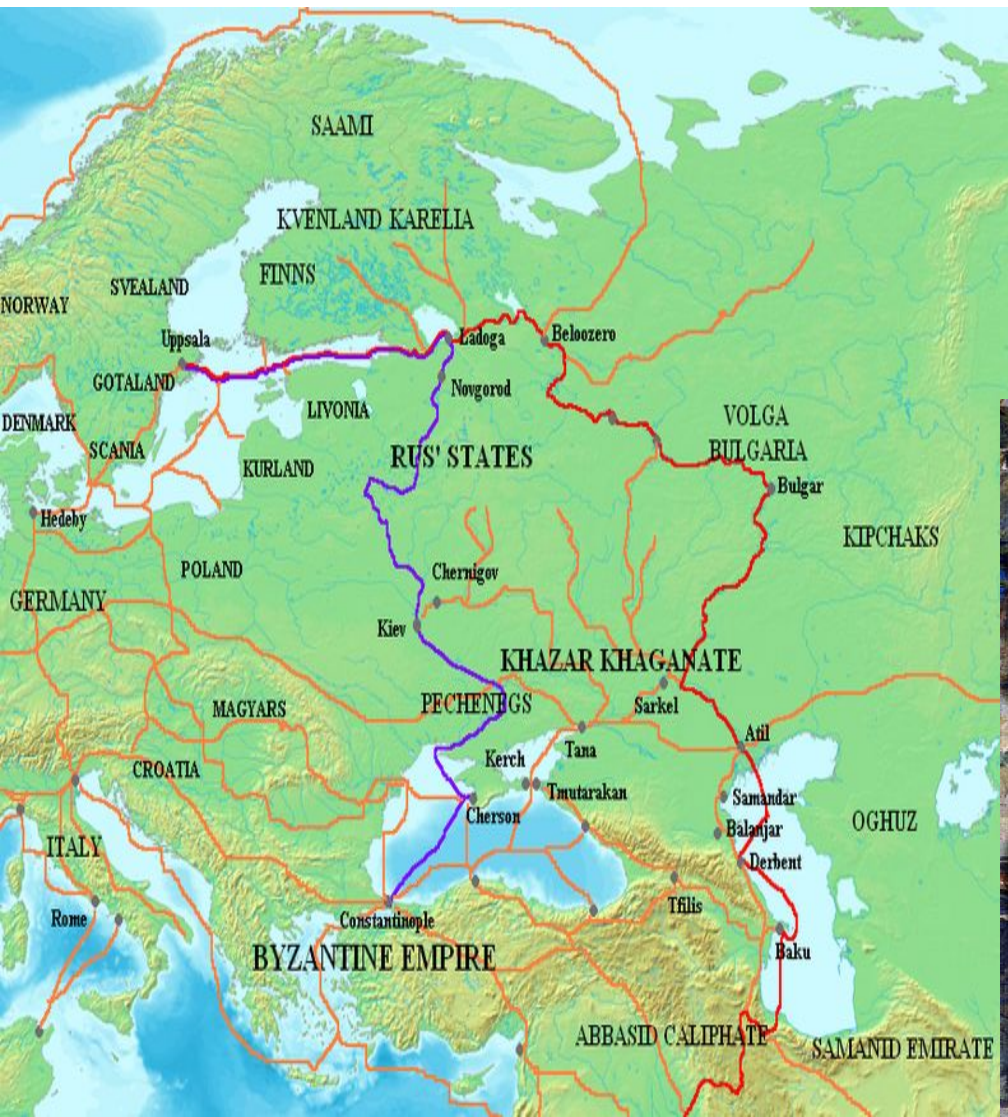 SAAMI
KVENLAND KARELIA
FINNS
SVEALAND
NORWAY
Uppsala
Ladoga
Beloozero
GOTALAND
Novgorod
LIVONIA
DENMARK
VOLGA
BULGARIA
SCANIA
RUS' STATES
KURLAND
Bulgar
Hedeby
KIPCHAKS
POLAND
Chernigov
GERMANY
Kiev
KHAZAR KHAGANATE
PECHENEGS
Sarkel
MAGYARS
Atil
Tana
Kerch
CROATIA
Tmutarakan
Samandar
Cherson
OGHUZ
Balanjar
ITALY
Derbent
Tfilis
Rome
Constantinople
Baku
BYZANTINE EMPIRE
ABBASID CALIPHATE
SAMANID EMIRATE